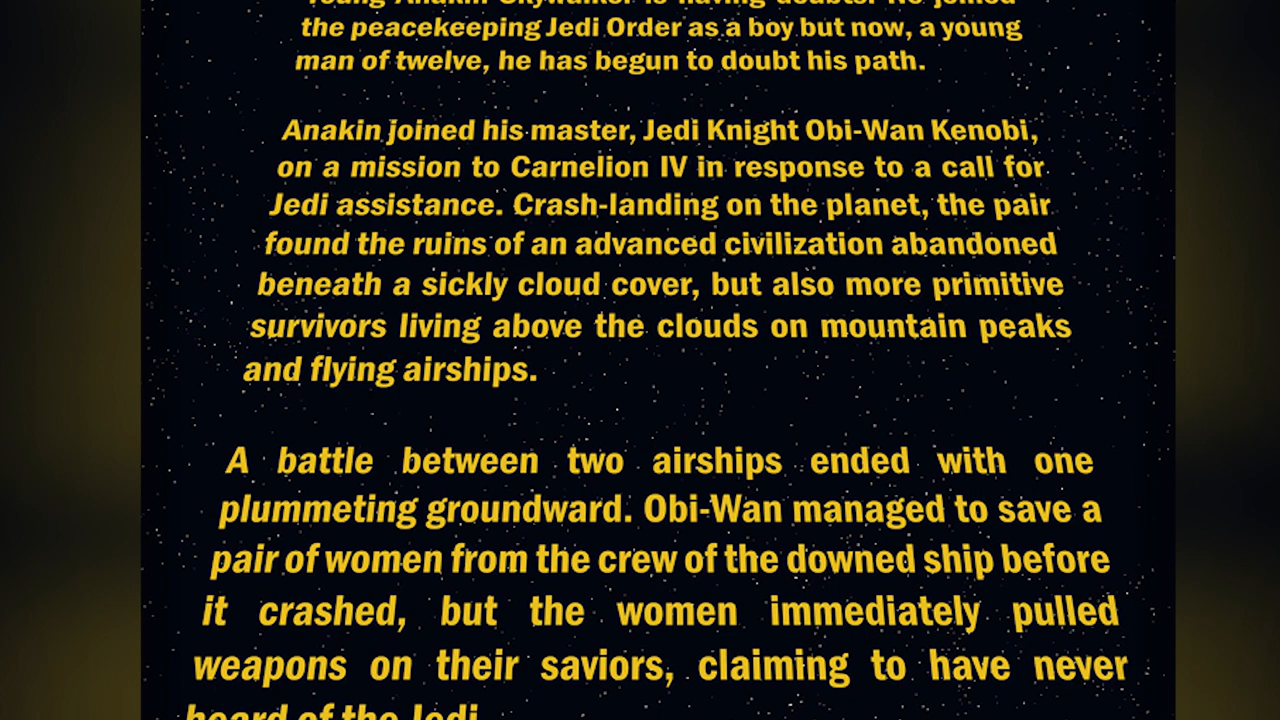 Young Anakin Skywalker is having doubts. He joined
the peacekeeping Jedi Order as a boy but now, a young
man of twelve, he has begun to doubt his path.
Anakin joined his master, Jedi Knight Obi-Wan Kenobi,
on a mission to Carnelion IV in response to a call for
Jedi assistance. Crash-landing on the planet, the pair
found the ruins of an advanced civilization abandoned
beneath a sickly cloud cover, but also more primitive
survivors living above the clouds on mountain peaks
and flying airships.
A battle between two airships ended with one
plummeting groundward. Obi-Wan managed to save a
pair of women from the crew of the downed ship before
it crashed, but the women immediately pulled
weapons on their saviors, claiming to have never
heard of the Jedi